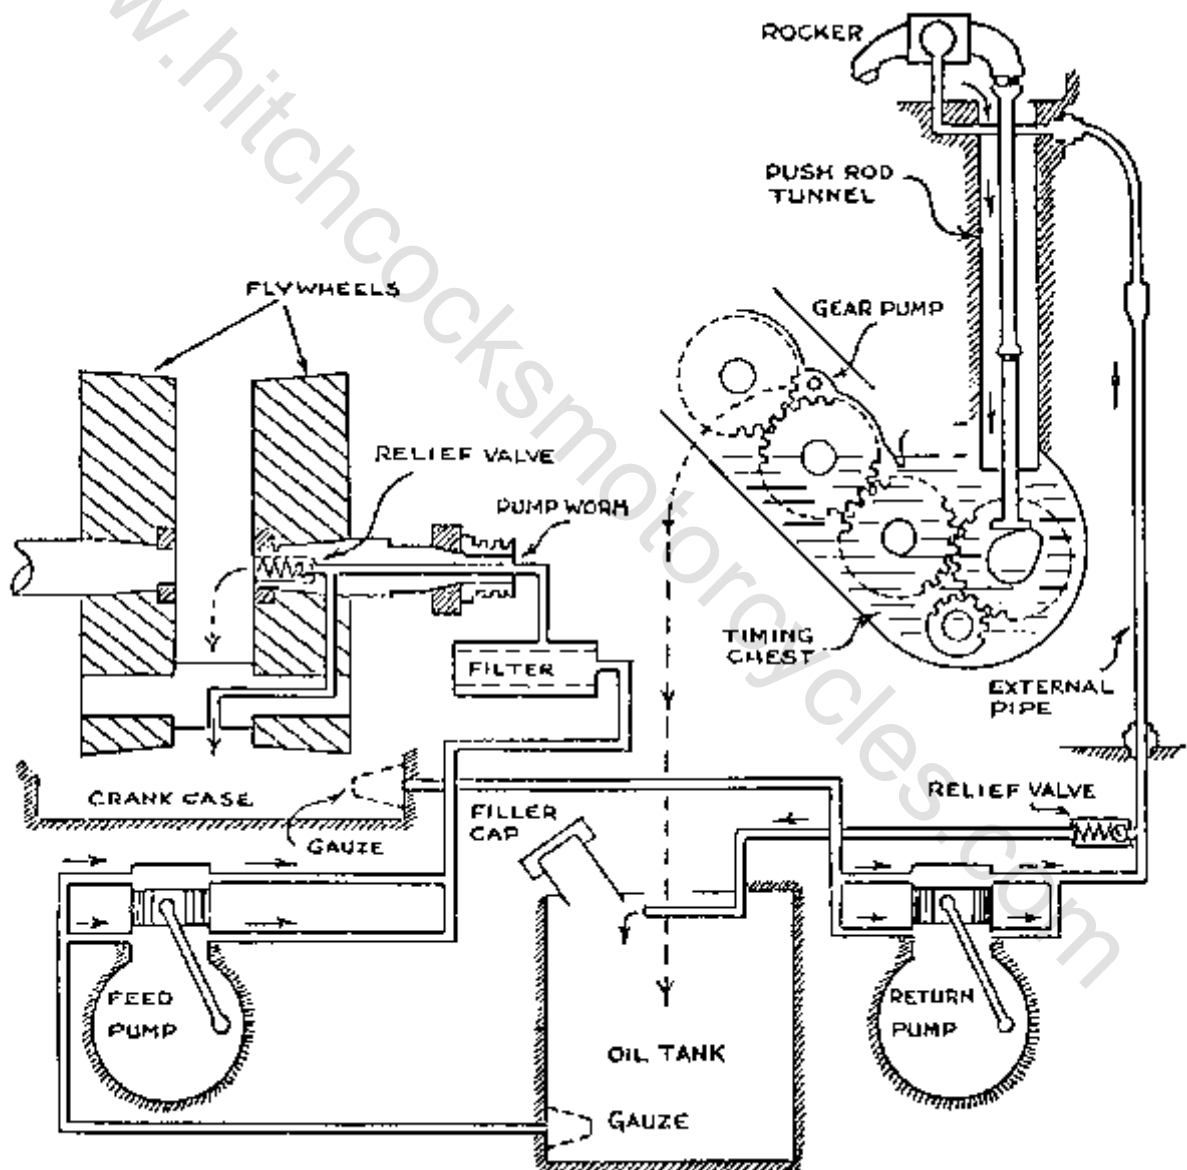 ROCKER
PUSH ROD
TUNNEL
FLYWHEELS
GEAR PUMP
RELIEF VALVE
PUMP WORM
TIMING
CHEST
FILTER
EXTERNAL
PIPE
CRANK CASE
GAUZE
FILLER
CAP
RELIEF VALVE
FEED
PUMP
OIL TANK
GAUZE
RETURN
PUMP
w.hitchcocksmotorcycles.com